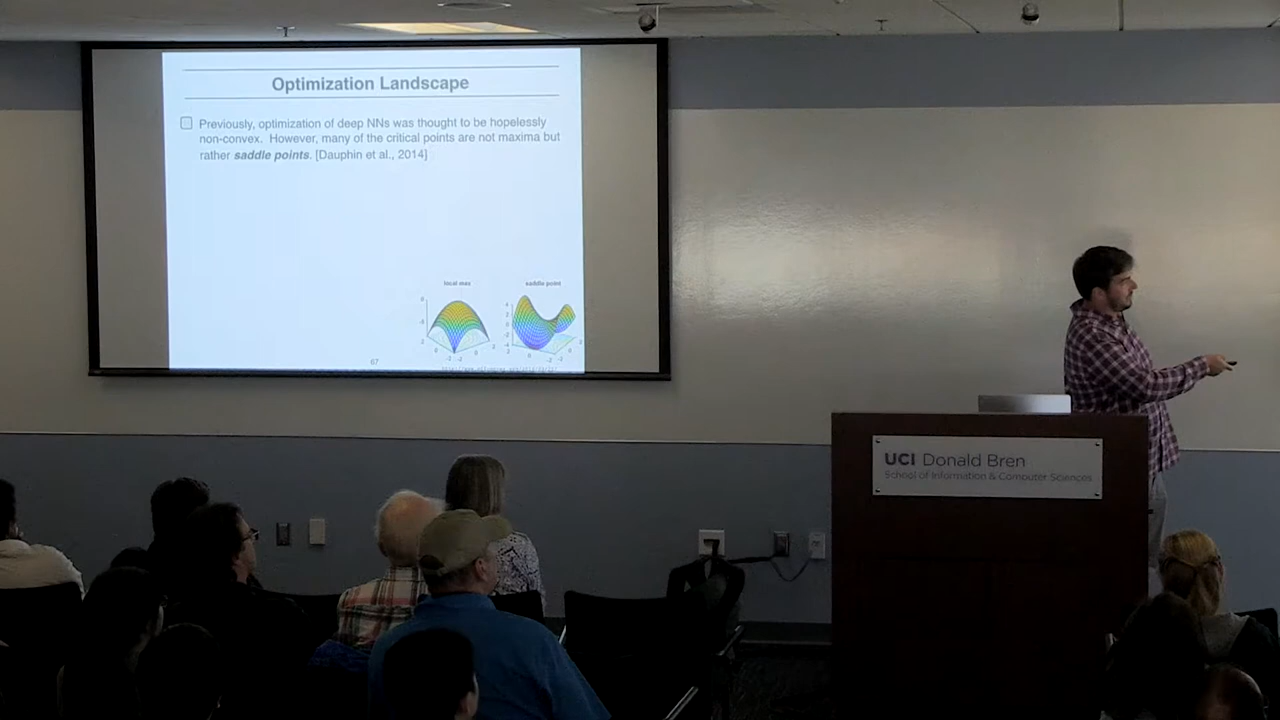 Optimization Landscape
Previously, optimization of deep NNs was thought to be hopelessly
non-convex. However, many of the critical points are not maxima but
rather saddle points. [Dauphin et al., 2014]
local max
saddle point
67
UCI Donald Bren
School of Information & Computer Sciences